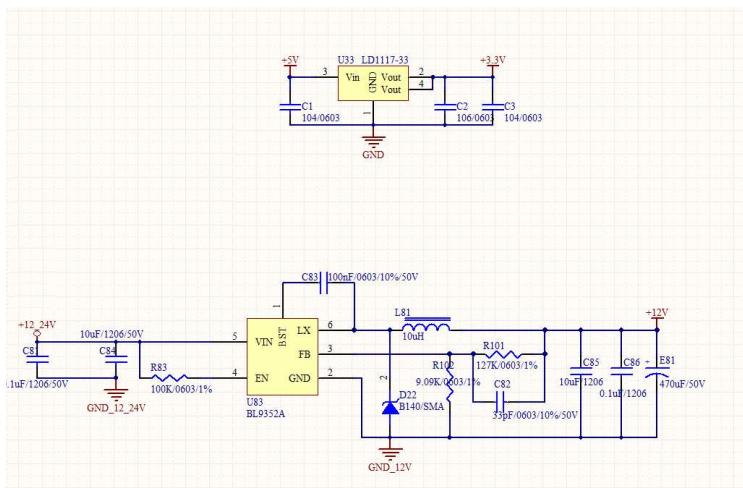 +5V
U33 LD1117-33
+3.3V
3
Vin
GND
Vout
2
Vout
4
1
C1
104/0603
C2
106/0603
C3
104/0603
GND
C83
100nF/0603/10%/50V
1
+12_24V
10uF/1206/50V
C84
.1uF/1206/50V
R83
100K/0603/1%
GND_12_24V
5
VIN
BST
LX
6
FB
3
4
EN
GND
2
U83
BL9352A
L81
10uH
+12V
R101
127K/0603/1%
R102
9.09K/0603/1%
C82
33pF/0603/10%/50V
2
D22
B140/SMA
C85
10uF/1206
C86
0.1uF/1206
+
E81
470uF/50V
GND_12V